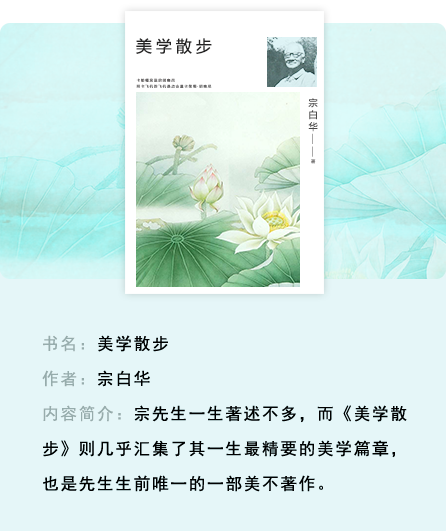 美学散步
宗白华——著
书名：美学散步
作者：宗白华
内容简介：宗先生一生著述不多，而《美学散
步》则几乎汇集了其一生最精要的美学篇章，
也是先生生前唯一的一部美不著作。